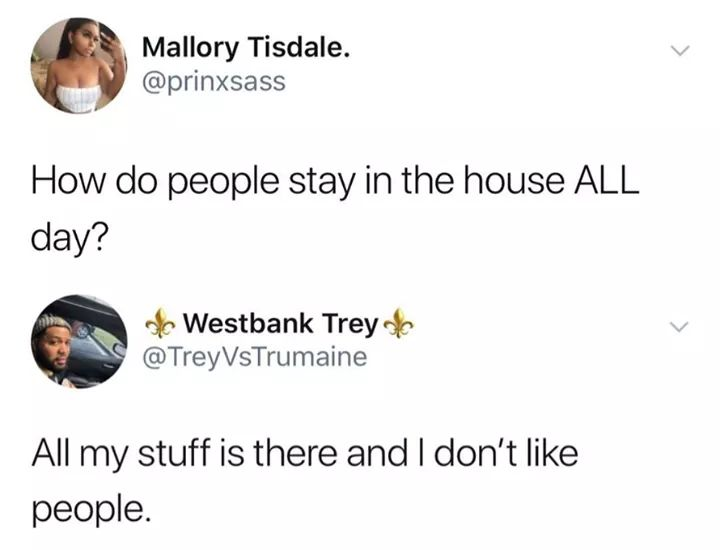 Mallory Tisdale.
@prinxsass
How do people stay in the house ALL
day?
⚜️ Westbank Trey ⚜️
@TreyVsTrumaine
All my stuff is there and I don’t like
people.